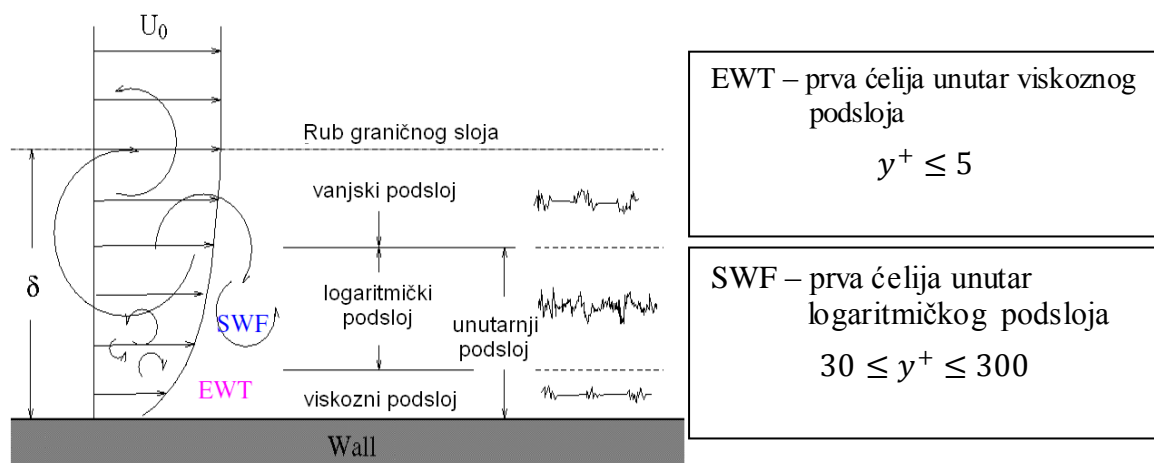 U₀
Rub graničnog sloja
vanjski podsloj
δ
logaritmički
podsloj
unutarnji
podsloj
SWF
EWT
viskozni podsloj
Wall
EWT – prva ćelija unutar viskoznog
podsloja
y⁺ ≤ 5
SWF – prva ćelija unutar
logaritmičkog podsloja
30 ≤ y⁺ ≤ 300